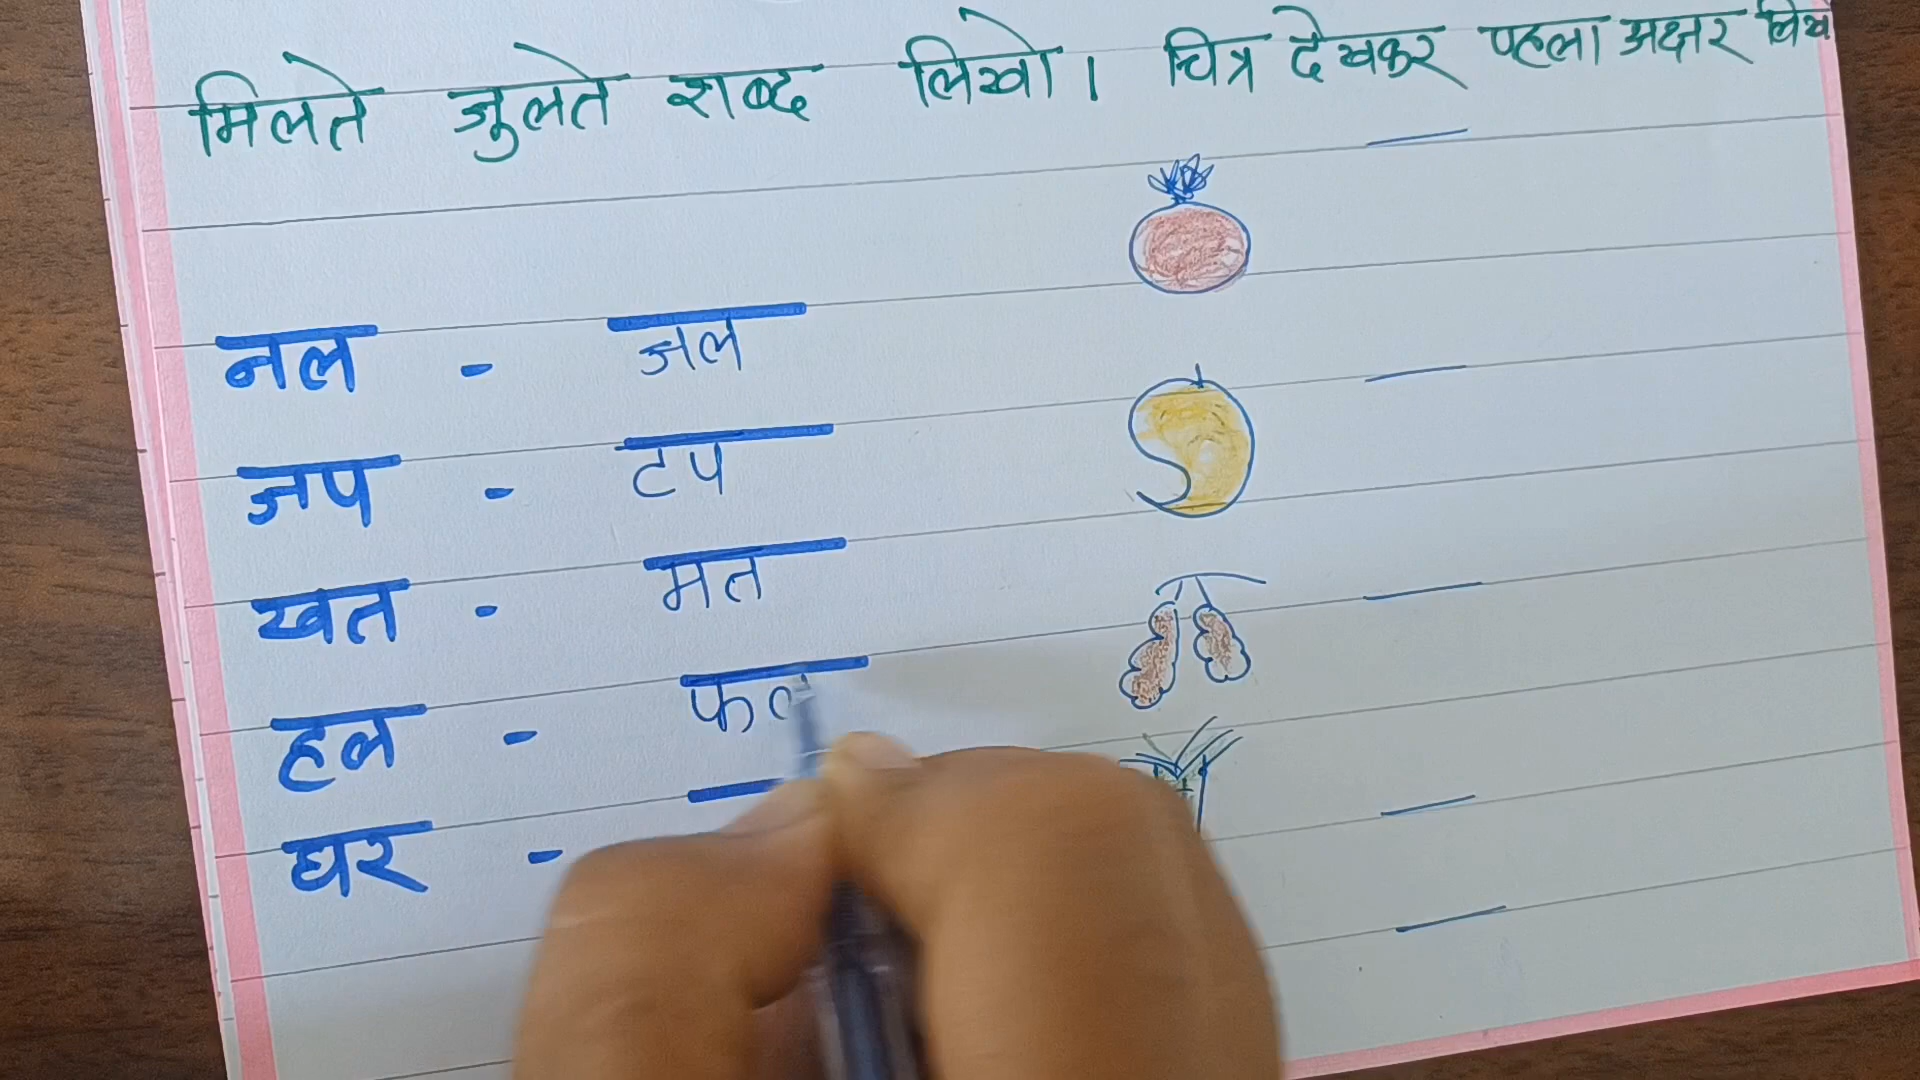 मिलते जुलते शब्द लिखो। चित्र देखकर पहला अक्षर
नल - जल
जप - टप
खत - मत
हल - फल
घर -